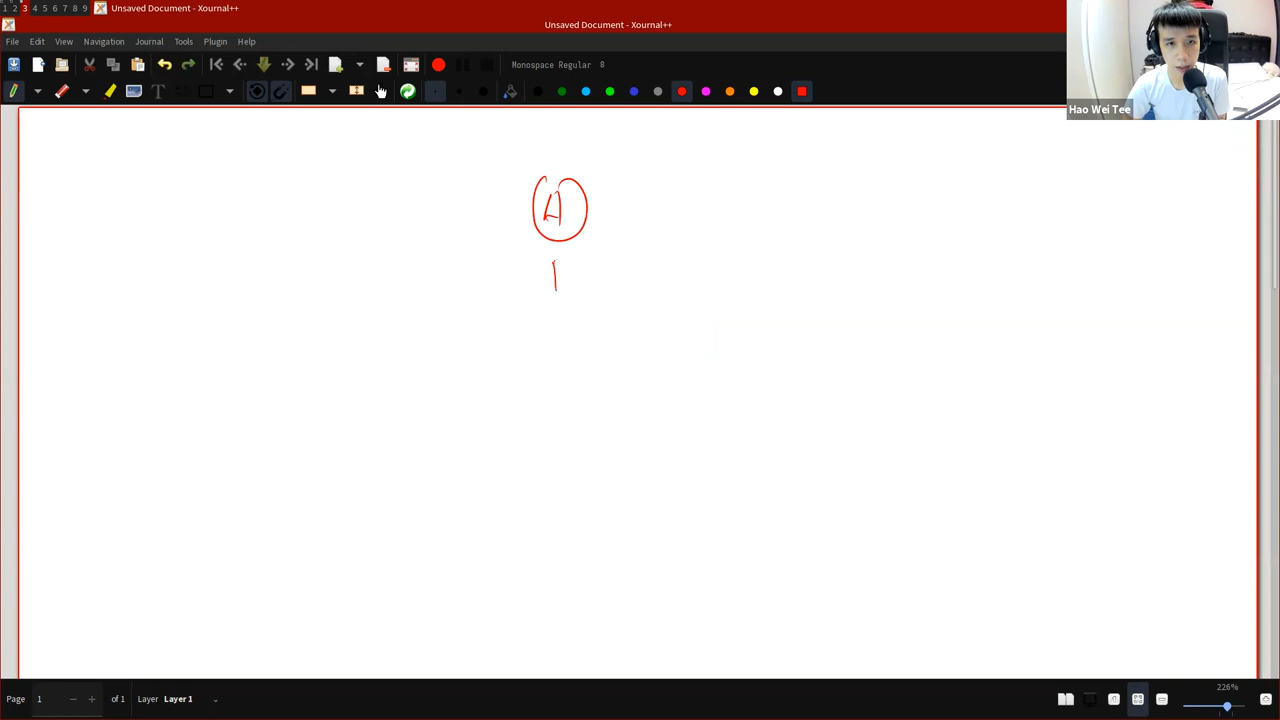 1 2 3 4 5 6 7 8 9 Unsaved Document - Xournal++
Unsaved Document - Xournal++
File Edit View Navigation Journal Tools Plugin Help
Monospace Regular 8
Hao Wei Tee
A
Page 1 of 1 Layer Layer 1
226%